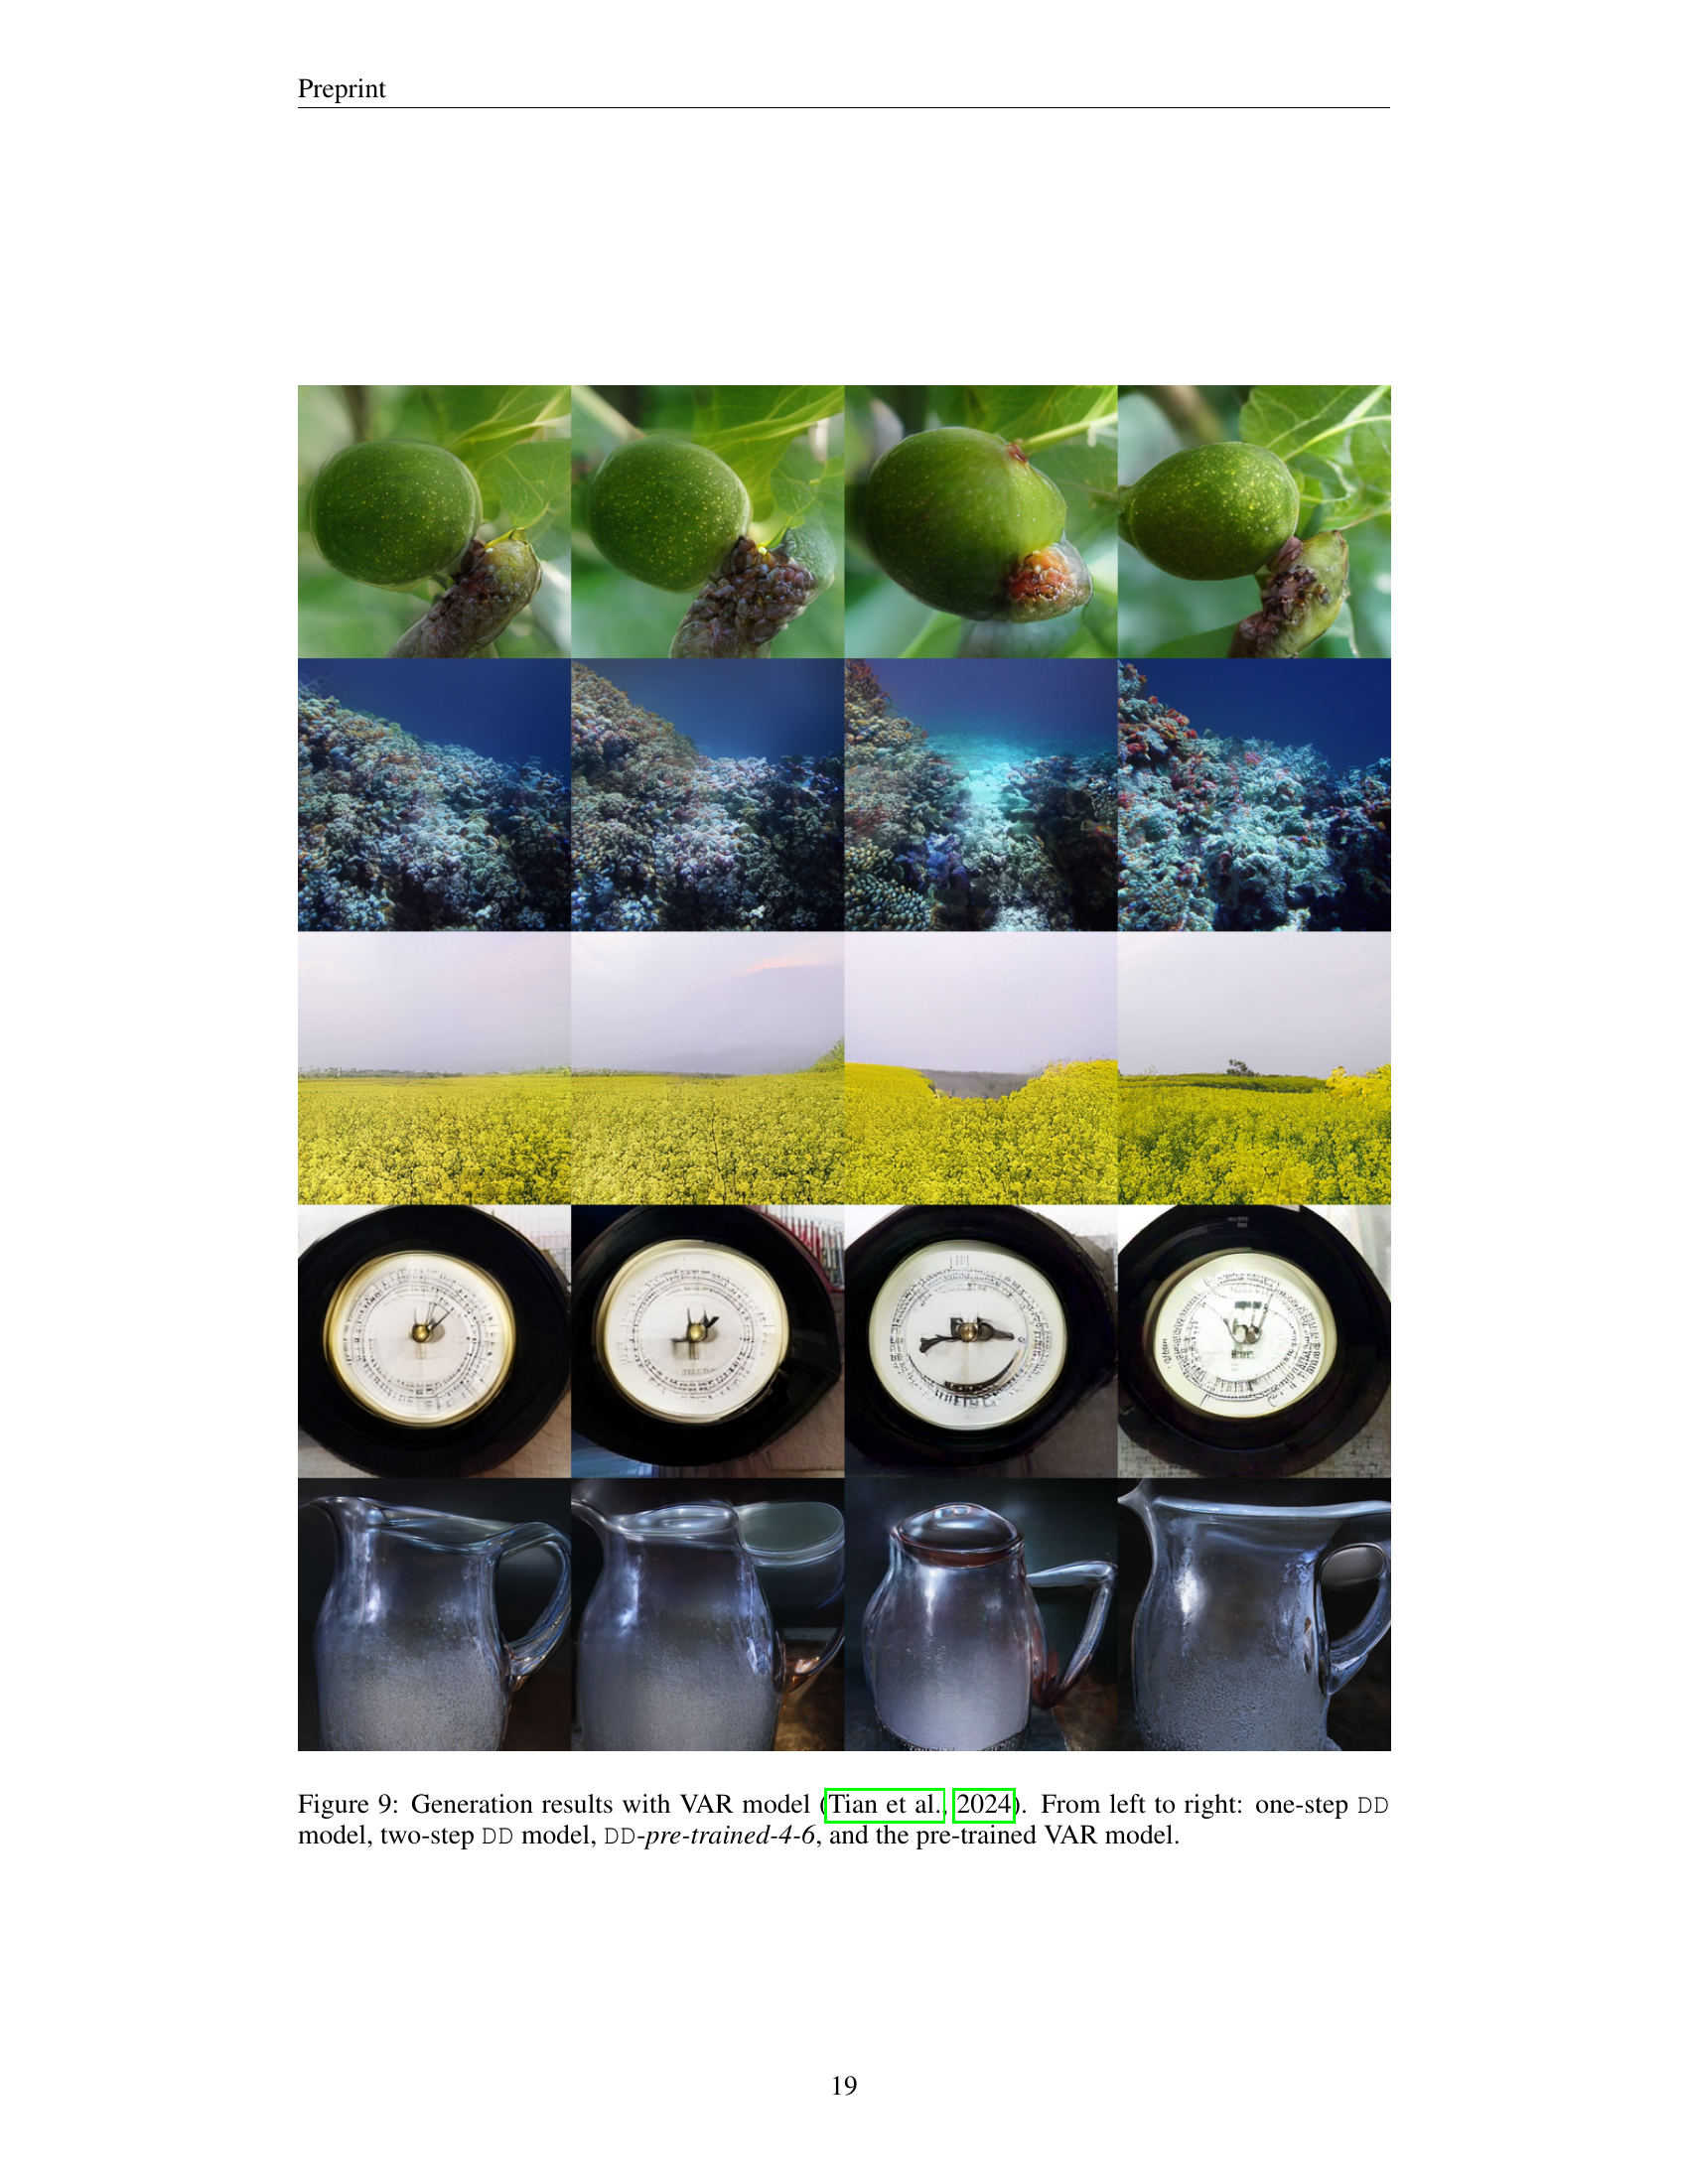 Preprint
Figure 9: Generation results with VAR model (Tian et al., 2024). From left to right: one-step DD
model, two-step DD model, DD-pre-trained-4-6, and the pre-trained VAR model.
19